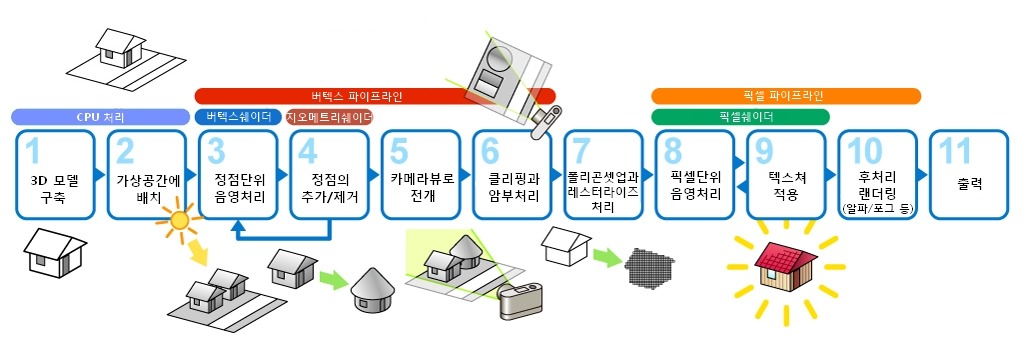 버텍스 파이프라인
픽셀 파이프라인
CPU 처리
버텍스쉐이더
지오메트리쉐이더
픽셀쉐이더
1
3D 모델
구축
2
가상공간에
배치
3
정점단위
음영처리
4
정점의
추가/제거
5
카메라뷰로
전개
6
클리핑과
암부처리
7
폴리곤셋업과
레스터라이즈
처리
8
픽셀단위
음영처리
9
텍스쳐
적용
10
후처리
랜더링
(알파/포그 등)
11
출력